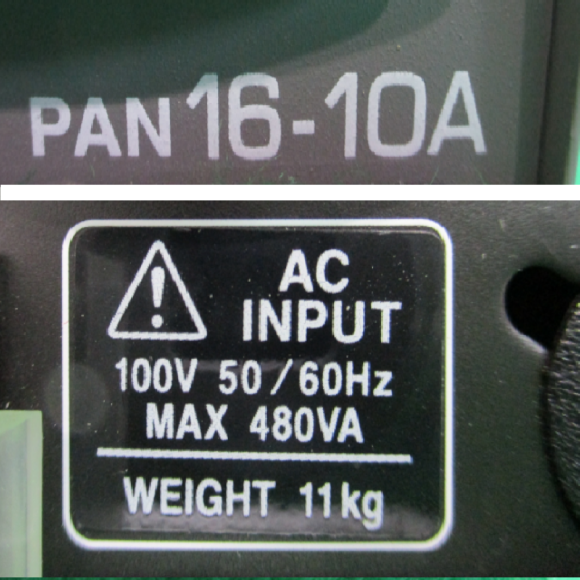 PAN 16-10A
AC
INPUT
100V 50/60Hz
MAX 480VA
WEIGHT 11kg